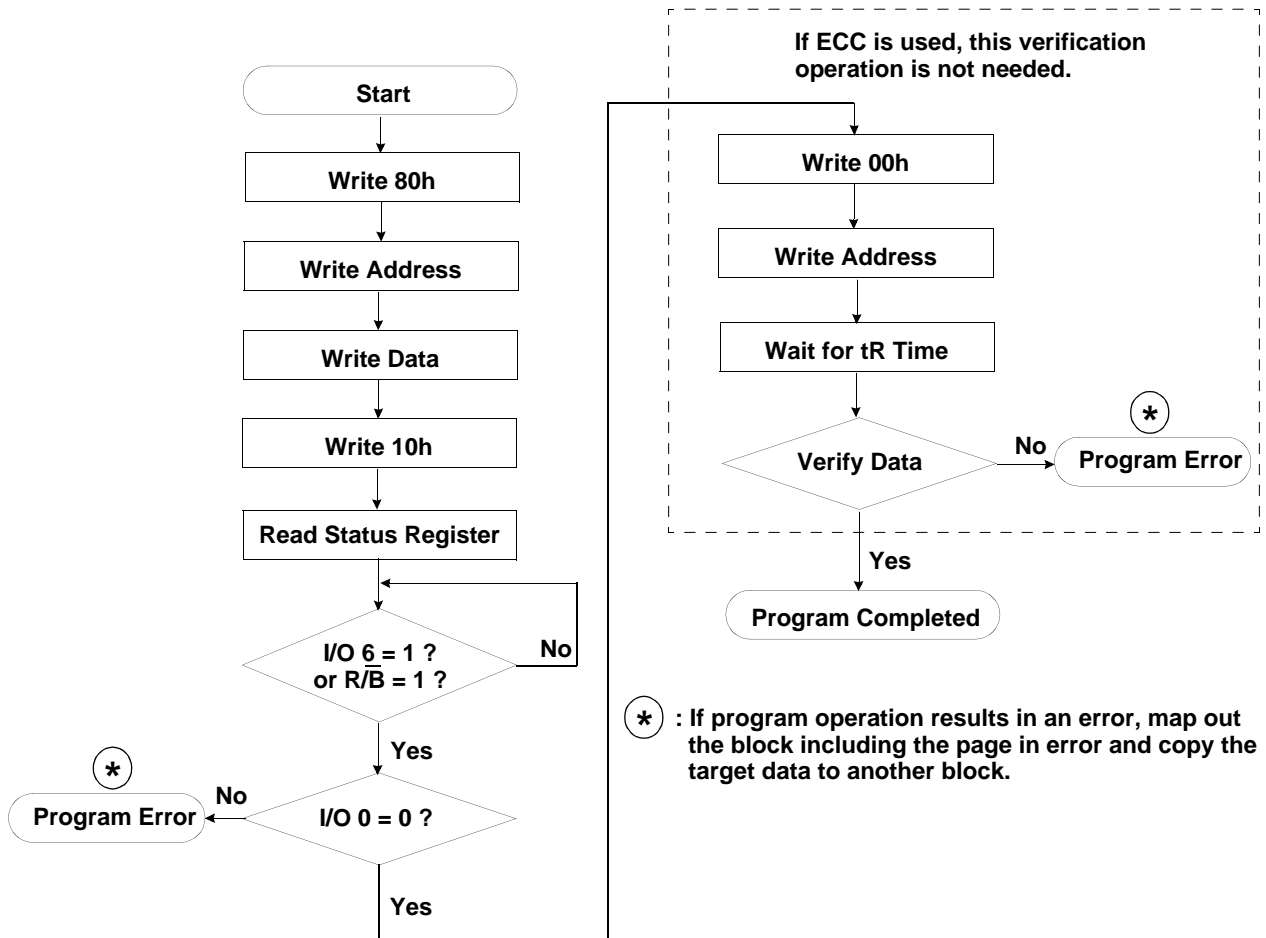 Start
Write 80h
Write Address
Write Data
Write 10h
Read Status Register
I/O 6 = 1 ?
or R/B̅ = 1 ?
No
Yes
*
Program Error
No
I/O 0 = 0 ?
Yes
If ECC is used, this verification
operation is not needed.
Write 00h
Write Address
Wait for tR Time
Verify Data
No
*
Program Error
Yes
Program Completed
* : If program operation results in an error, map out
the block including the page in error and copy the
target data to another block.